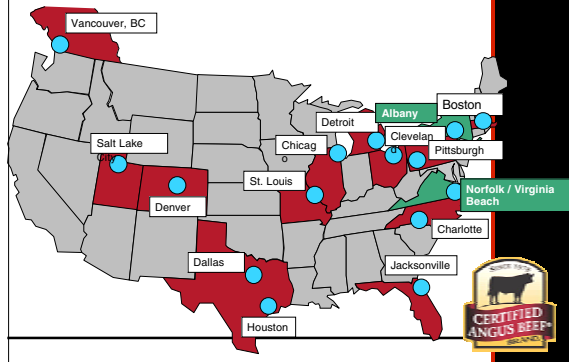 Vancouver, BC
Boston
Albany
Detroit
Clevelan
d
Chicag
o
Pittsburgh
Salt Lake
City
St. Louis
Denver
Norfolk / Virginia
Beach
Charlotte
Dallas
Jacksonville
Houston
SINCE 1978
CERTIFIED
ANGUS BEEF®
BRAND